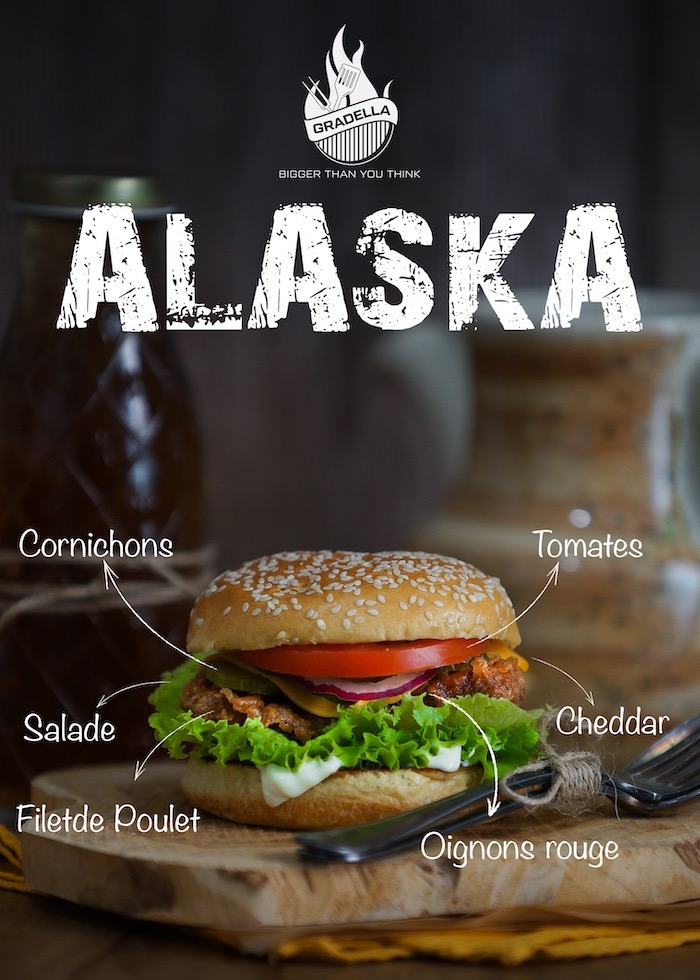 GRADELLA
BIGGER THAN YOU THINK
ALASKA
Cornichons
Tomates
Salade
Cheddar
Filetde Poulet
Oignons rouge